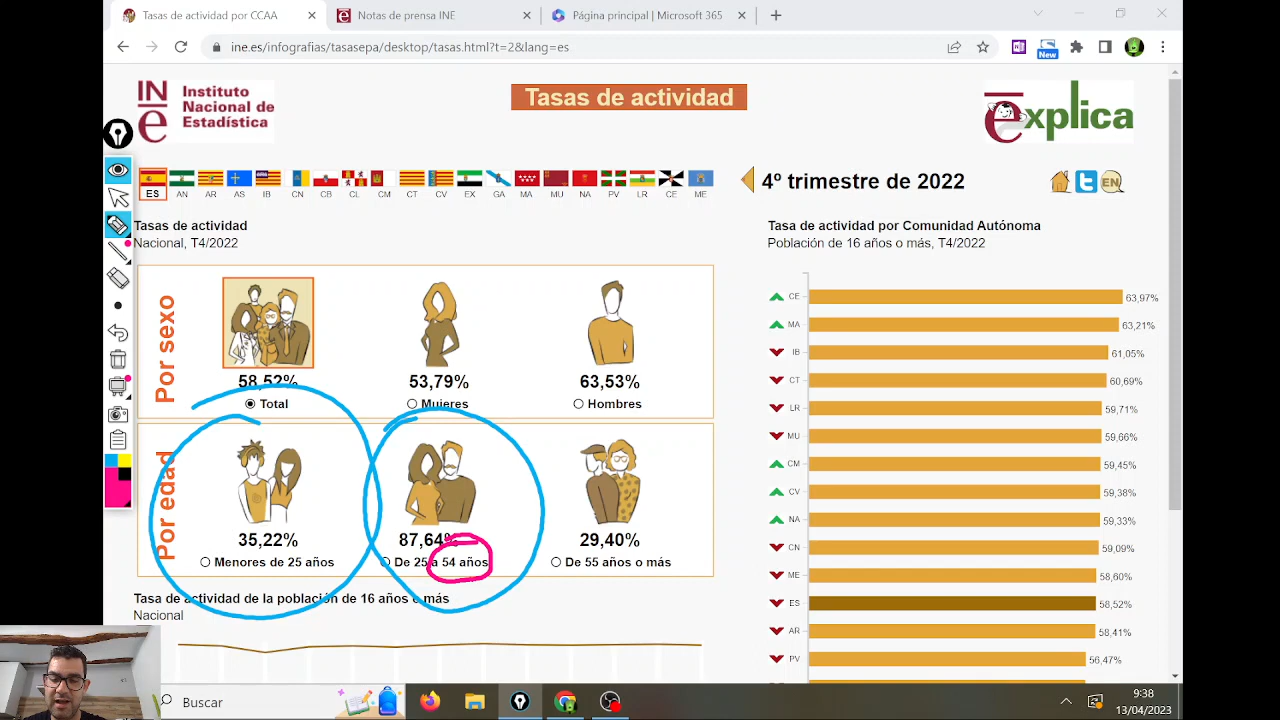 Tasas de actividad por CCAA
Notas de prensa INE
Página principal | Microsoft 365
ine.es/infografias/tasasepa/desktop/tasas.html?t=2&lang=es
New
INe
Instituto
Nacional de
Estadística
Tasas de actividad
explica
ES AN AR AS IB CN CB CL CM CT CV EX GA MA MU NA PV LR CE ME
4º trimestre de 2022
EN
Tasas de actividad
Nacional, T4/2022
Por sexo
58,52%
Total
53,79%
Mujeres
63,53%
Hombres
Por edad
35,22%
Menores de 25 años
87,64%
De 25 a 54 años
29,40%
De 55 años o más
Tasa de actividad de la población de 16 años o más
Nacional
Tasa de actividad por Comunidad Autónoma
Población de 16 años o más, T4/2022
CE 63,97%
MA 63,21%
IB 61,05%
CT 60,69%
LR 59,71%
MU 59,66%
CM 59,45%
CV 59,38%
NA 59,33%
CN 59,09%
ME 58,60%
ES 58,52%
AR 58,41%
PV 56,47%
Buscar
9:38
13/04/2023